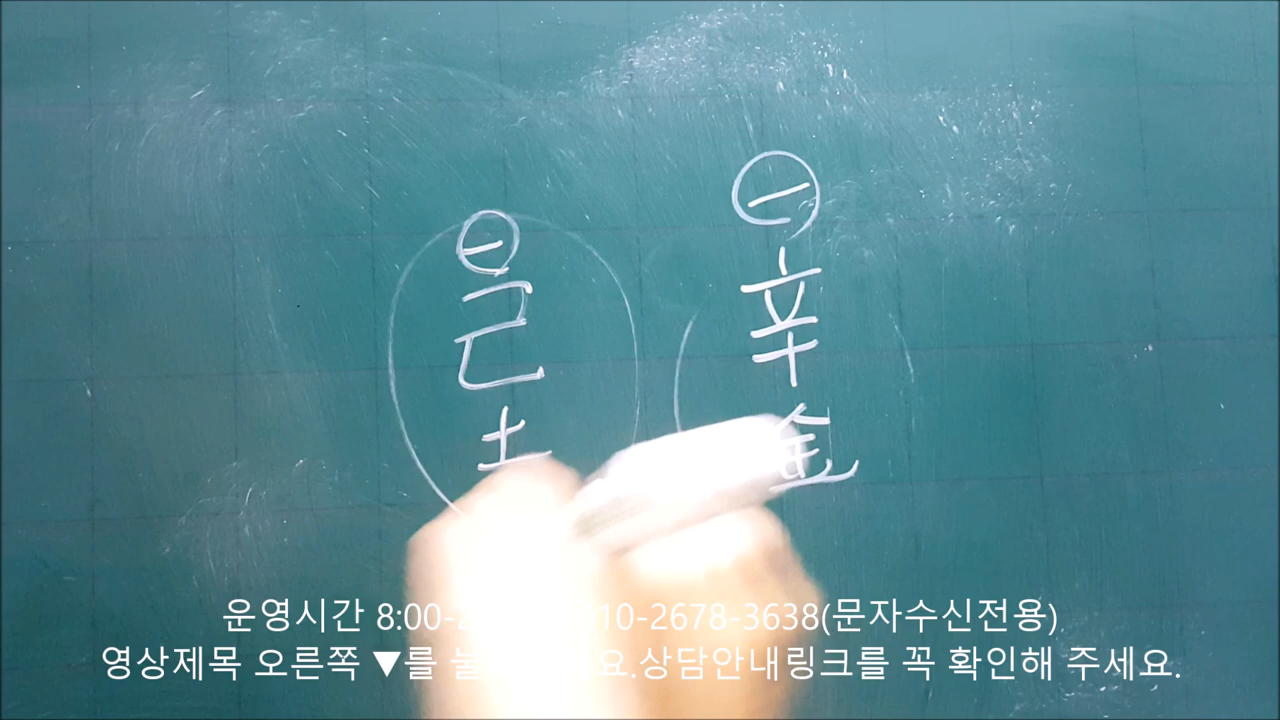 ㊀
己
土
㊀
辛
金
운영시간 8:00-2 10-2678-3638(문자수신전용)
영상제목 오른쪽 ▼를 요.상담안내링크를 꼭 확인해 주세요.